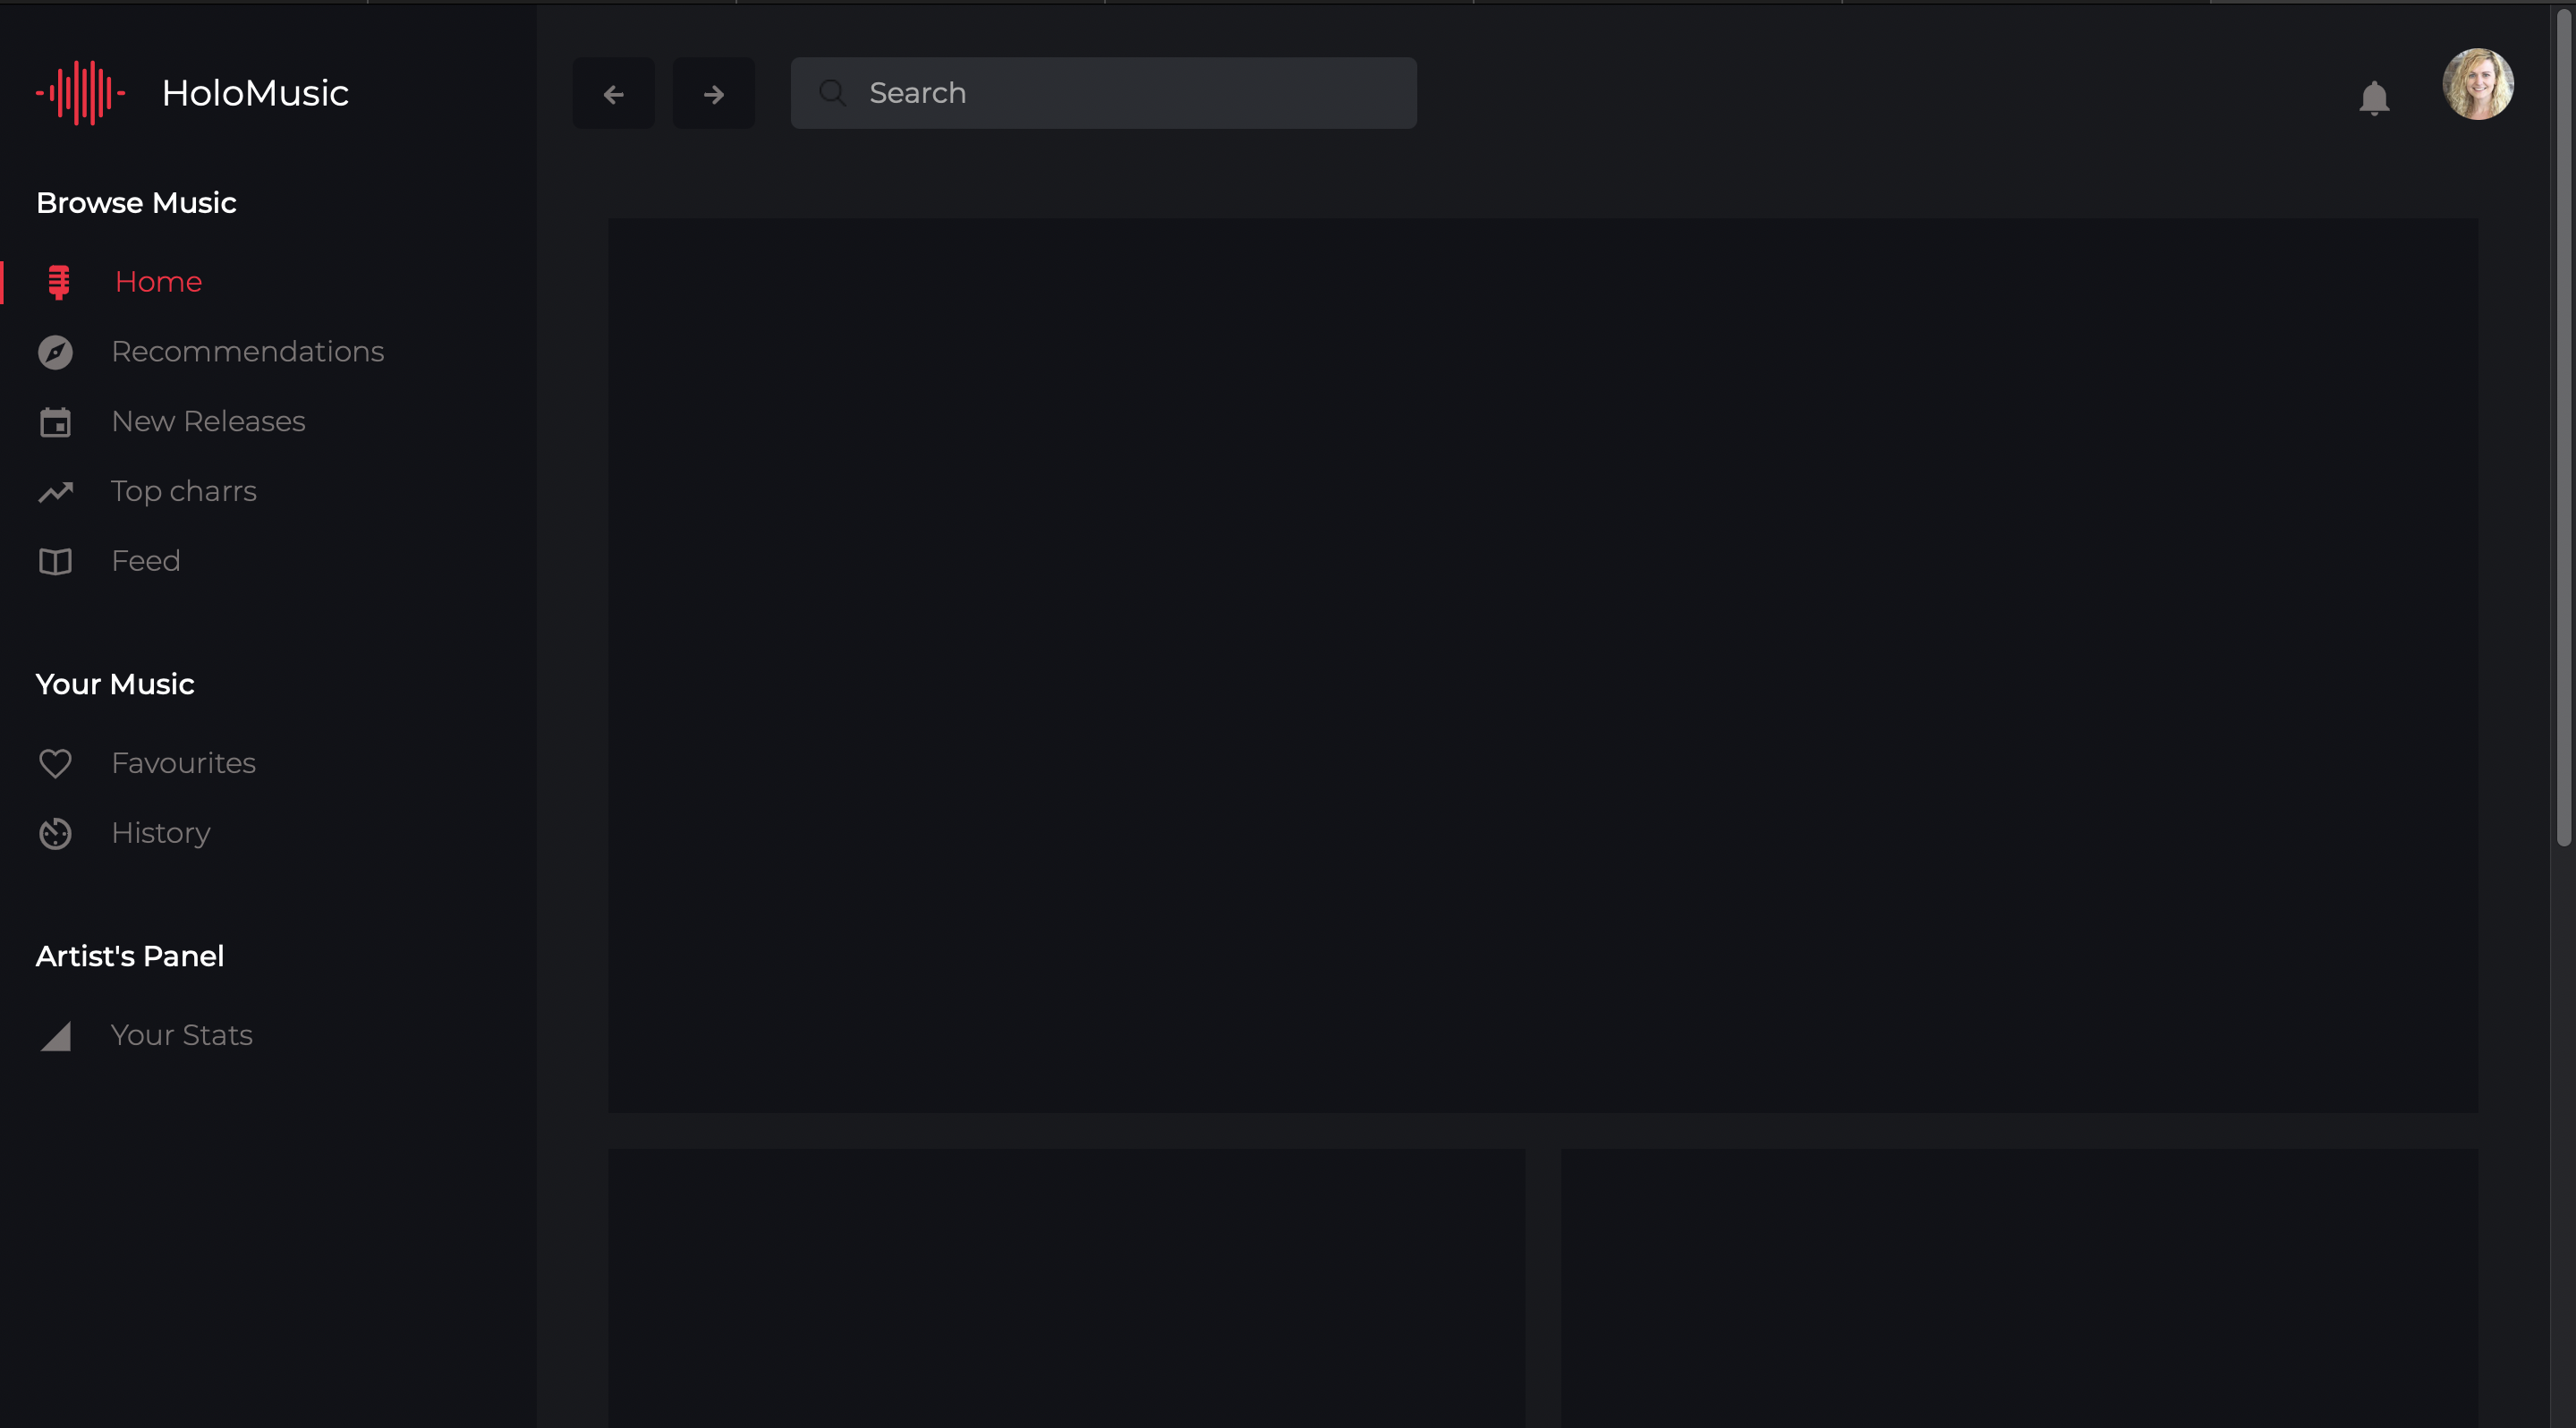 HoloMusic
Search
Browse Music
Home
Recommendations
New Releases
Top charrs
Feed
Your Music
Favourites
History
Artist's Panel
Your Stats